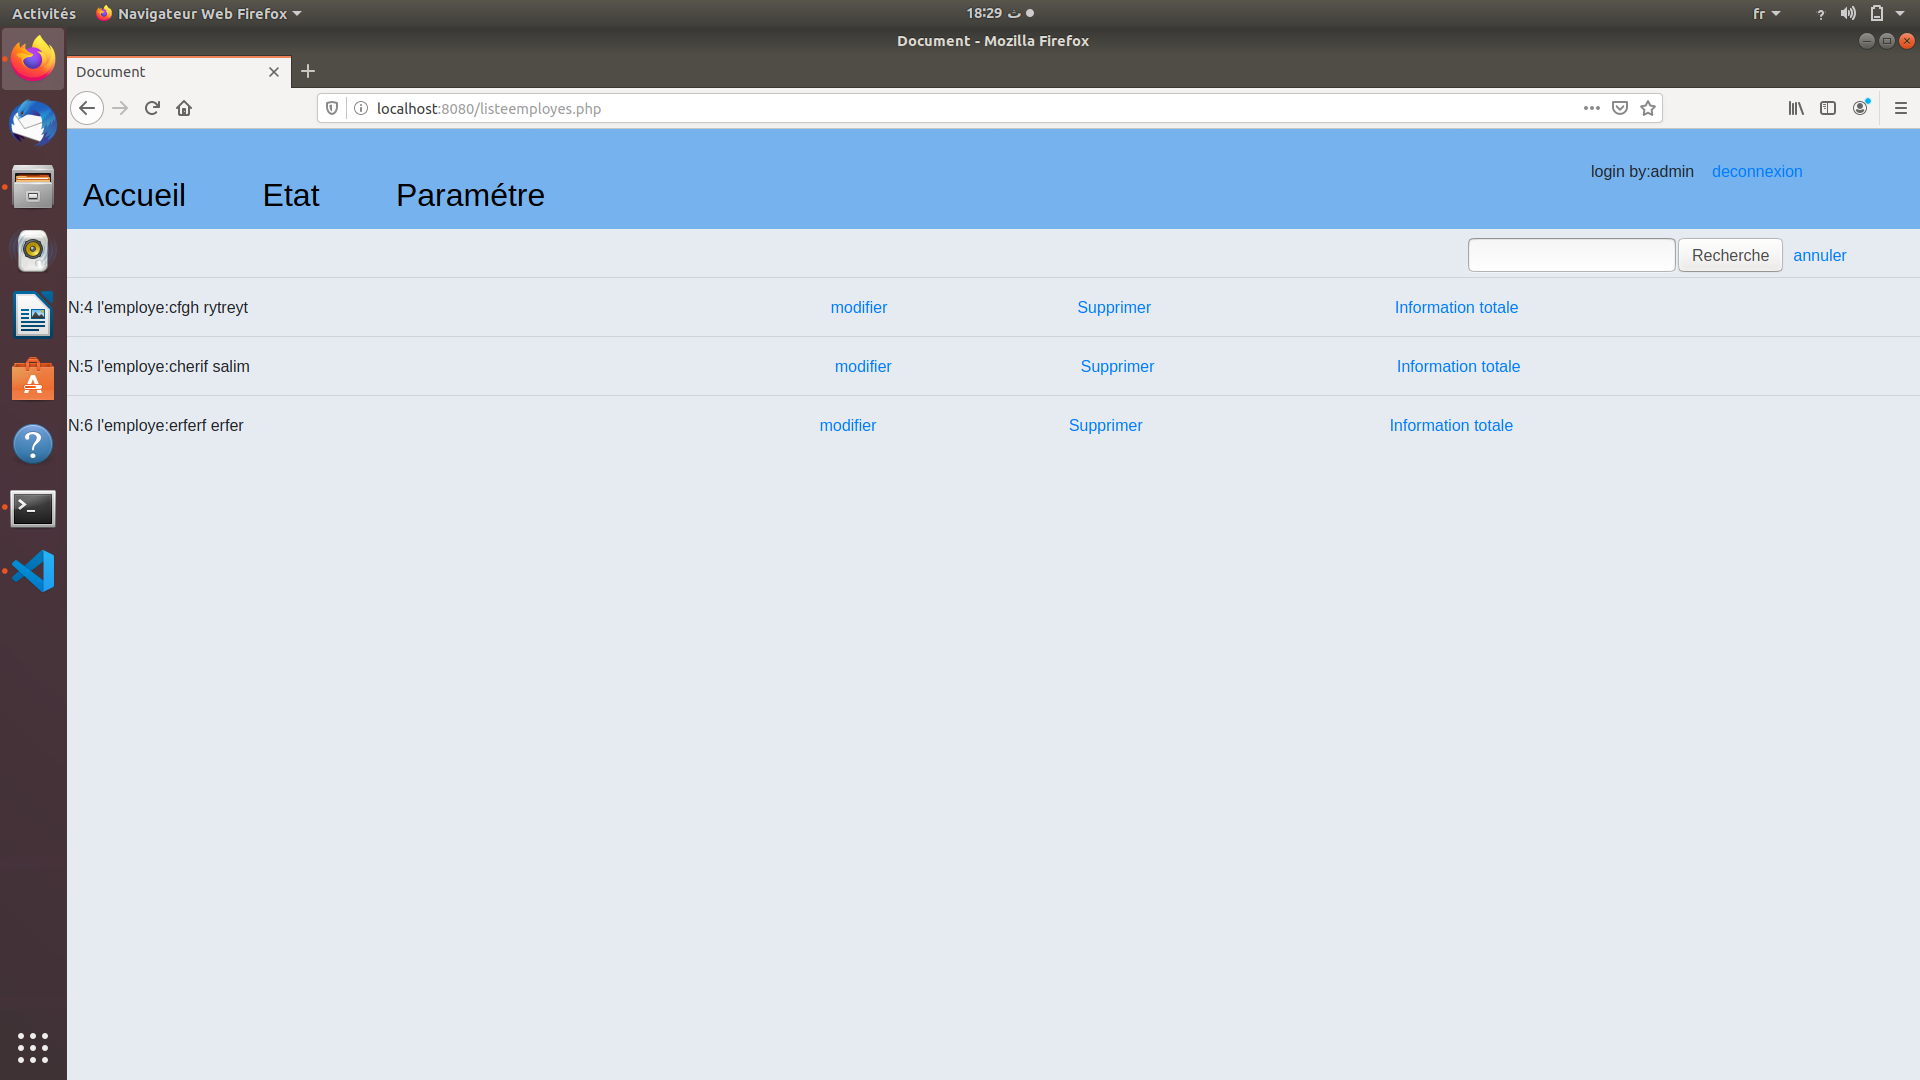 Activités Navigateur Web Firefox 18:29 ث fr ?
Document - Mozilla Firefox
Document
localhost:8080/listeemployes.php
login by:admin deconnexion
Accueil Etat Paramétre
Recherche annuler
N:4 l'employe:cfgh rytreyt modifier Supprimer Information totale
N:5 l'employe:cherif salim modifier Supprimer Information totale
N:6 l'employe:erferf erfer modifier Supprimer Information totale